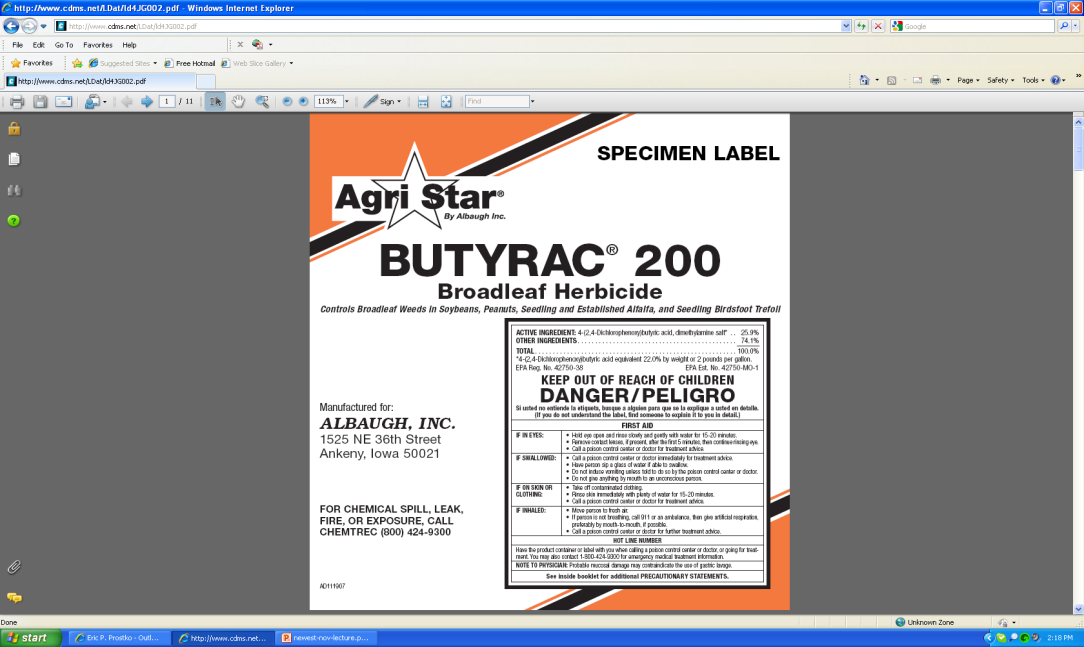 http://www.cdms.net/LDat/ld4JG002.pdf - Windows Internet Explorer
http://www.cdms.net/LDat/ld4JG002.pdf
Google
File Edit Go To Favorites Help
Favorites Suggested Sites Free Hotmail Web Slice Gallery
http://www.cdms.net/LDat/ld4JG002.pdf
Page Safety Tools
1 / 11 113% Sign Find
SPECIMEN LABEL
Agri Star®
By Albaugh Inc.
BUTYRAC® 200
Broadleaf Herbicide
Controls Broadleaf Weeds in Soybeans, Peanuts, Seedling and Established Alfalfa, and Seedling Birdsfoot Trefoil
ACTIVE INGREDIENT: 4-(2,4-Dichlorophenoxy)butyric acid, dimethylamine salt* . . 25.9%
OTHER INGREDIENTS. . . . . . . . . . . . . . . . . . . . . . . . . . . . . . . . . . . . . . . . . . . 74.1%
TOTAL. . . . . . . . . . . . . . . . . . . . . . . . . . . . . . . . . . . . . . . . . . . . . . . . . . . . . . 100.0%
*4-(2,4-Dichlorophenoxy)butyric acid equivalent 22.0% by weight or 2 pounds per gallon.
EPA Reg. No. 42750-38 EPA Est. No. 42750-MO-1
KEEP OUT OF REACH OF CHILDREN
DANGER/PELIGRO
Si usted no entiende la etiqueta, busque a alguien para que se la explique a usted en detalle.
(If you do not understand the label, find someone to explain it to you in detail.)
FIRST AID
IF IN EYES:
• Hold eye open and rinse slowly and gently with water for 15-20 minutes.
• Remove contact lenses, if present, after the first 5 minutes, then continue rinsing eye.
• Call a poison control center or doctor for treatment advice.
IF SWALLOWED:
• Call a poison control center or doctor immediately for treatment advice.
• Have person sip a glass of water if able to swallow.
• Do not induce vomiting unless told to do so by the poison control center or doctor.
• Do not give anything by mouth to an unconscious person.
IF ON SKIN OR
CLOTHING:
• Take off contaminated clothing.
• Rinse skin immediately with plenty of water for 15-20 minutes.
• Call a poison control center or doctor for treatment advice.
IF INHALED:
• Move person to fresh air.
• If person is not breathing, call 911 or an ambulance, then give artificial respiration,
preferably by mouth-to-mouth, if possible.
• Call a poison control center or doctor for further treatment advice.
HOT LINE NUMBER
Have the product container or label with you when calling a poison control center or doctor, or going for treat-
ment. You may also contact 1-800-424-9300 for emergency medical treatment information.
NOTE TO PHYSICIAN: Probable mucosal damage may contraindicate the use of gastric lavage.
See inside booklet for additional PRECAUTIONARY STATEMENTS.
Manufactured for:
ALBAUGH, INC.
1525 NE 36th Street
Ankeny, Iowa 50021
FOR CHEMICAL SPILL, LEAK,
FIRE, OR EXPOSURE, CALL
CHEMTREC (800) 424-9300
AD111907
Done Unknown Zone
start Eric P. Prostko - Outl... http://www.cdms.net... newest-nov-lecture.p... 2:18 PM